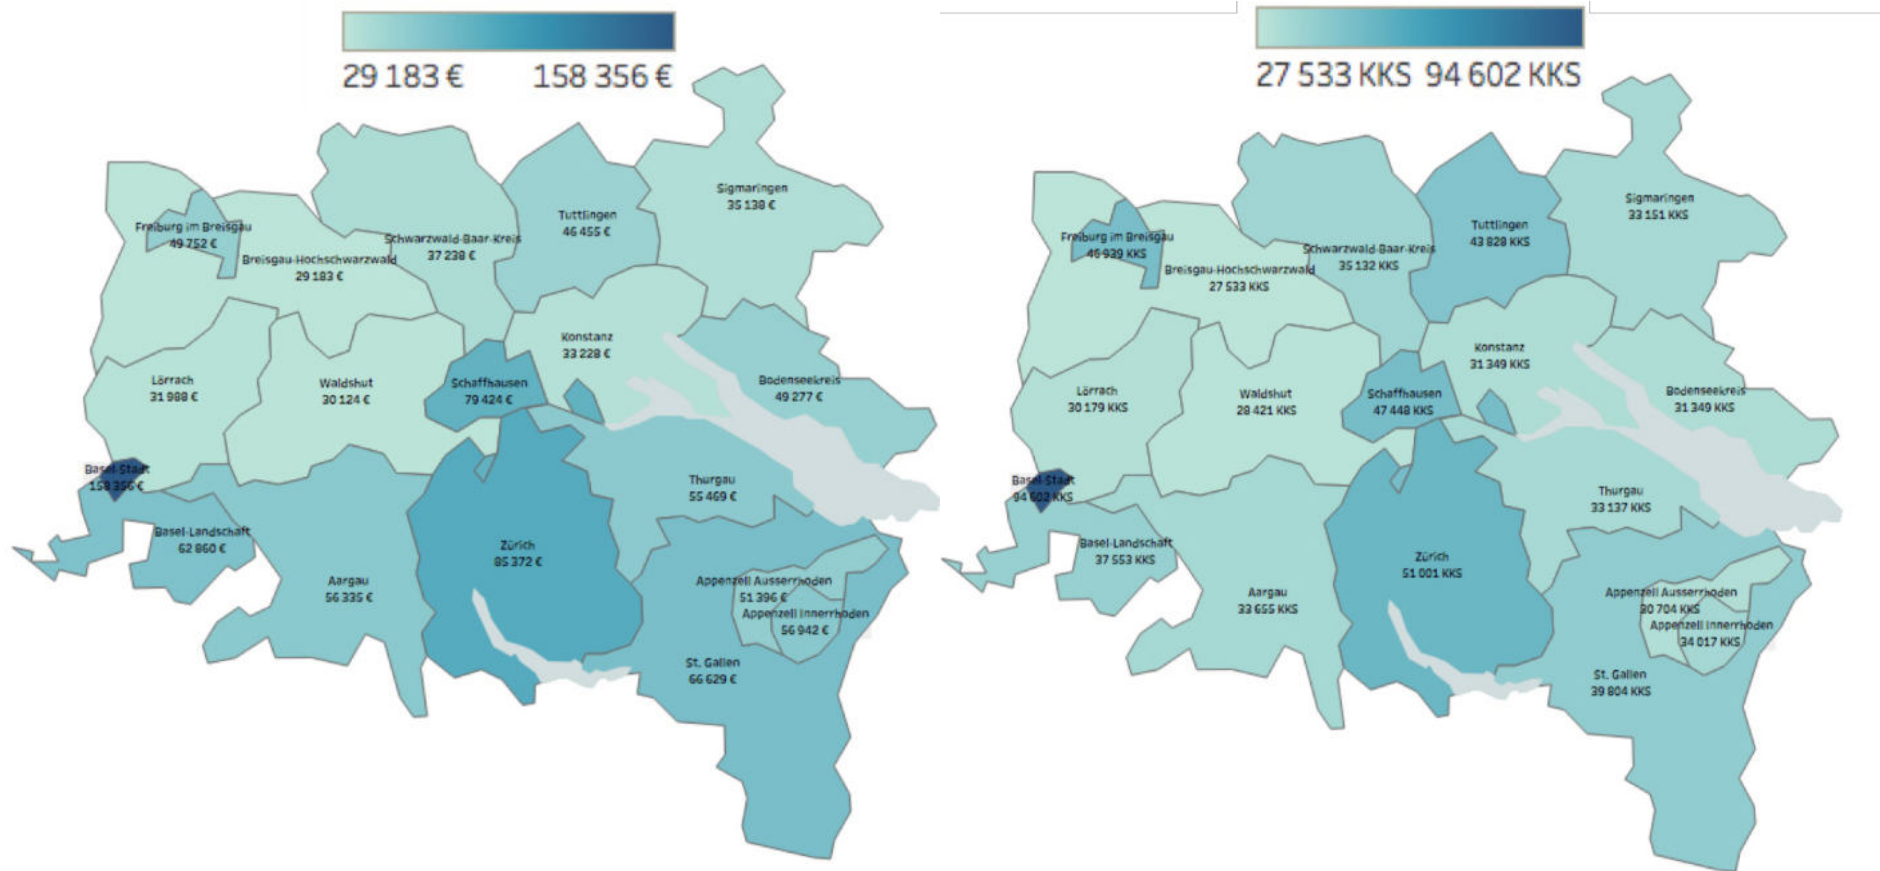 29 183 €
158 356 €
Sigmaringen
35 138 €
Tuttlingen
46 455 €
Freiburg im Breisgau
49 752 €
Schwarzwald-Baar-Kreis
37 238 €
Breisgau-Hochschwarzwald
29 183 €
Konstanz
33 228 €
Lörrach
31 988 €
Waldshut
30 124 €
Schaffhausen
79 424 €
Bodenseekreis
49 277 €
Basel-Stadt
158 356 €
Thurgau
55 469 €
Basel-Landschaft
62 860 €
Zürich
85 372 €
Aargau
56 335 €
Appenzell Ausserrhoden
51 396 €
Appenzell Innerrhoden
56 942 €
St. Gallen
66 629 €
27 533 KKS
94 602 KKS
Sigmaringen
33 151 KKS
Tuttlingen
43 828 KKS
Freiburg im Breisgau
46 939 KKS
Schwarzwald-Baar-Kreis
35 132 KKS
Breisgau-Hochschwarzwald
27 533 KKS
Konstanz
31 349 KKS
Lörrach
30 179 KKS
Waldshut
28 421 KKS
Schaffhausen
47 448 KKS
Bodenseekreis
31 349 KKS
Basel-Stadt
94 602 KKS
Thurgau
33 137 KKS
Basel-Landschaft
37 553 KKS
Zürich
51 001 KKS
Aargau
33 655 KKS
Appenzell Ausserrhoden
30 704 KKS
Appenzell Innerrhoden
34 017 KKS
St. Gallen
39 804 KKS